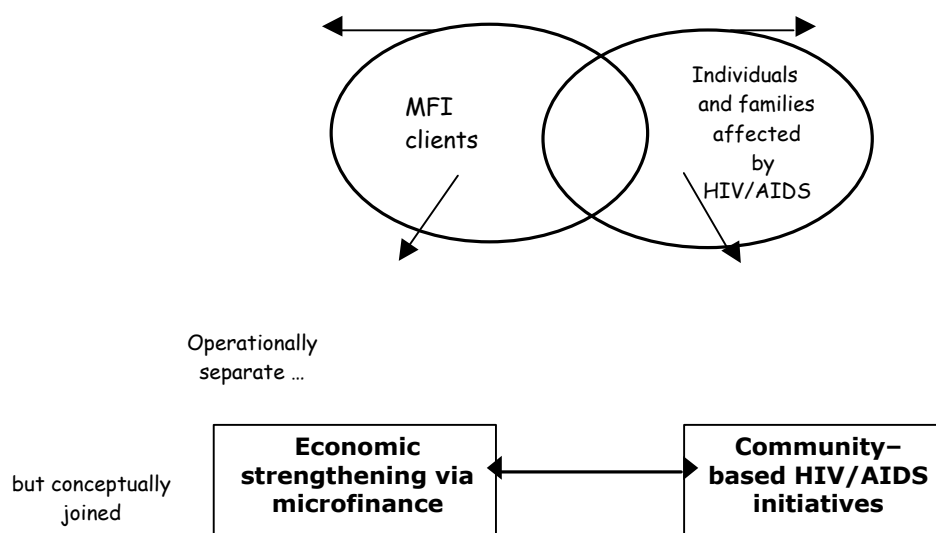 MFI
clients
Individuals
and families
affected
by
HIV/AIDS
Operationally
separate …
but conceptually
joined
Economic
strengthening via
microfinance
Community–
based HIV/AIDS
initiatives